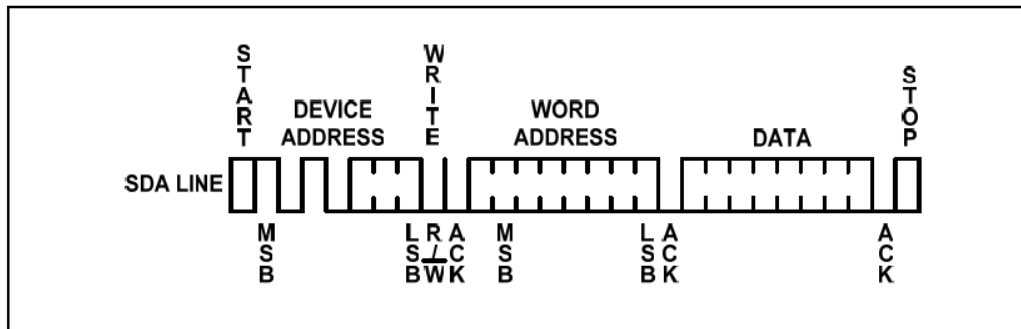 START
WRITE
STOP
DEVICE
ADDRESS
WORD
ADDRESS
DATA
SDA LINE
MSB
LSB
R/W
ACK
MSB
LSB
ACK
ACK